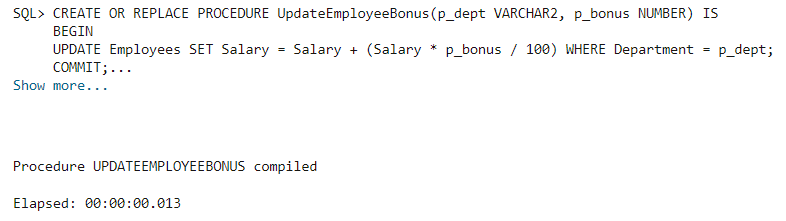 SQL> CREATE OR REPLACE PROCEDURE UpdateEmployeeBonus(p_dept VARCHAR2, p_bonus NUMBER) IS
BEGIN
UPDATE Employees SET Salary = Salary + (Salary * p_bonus / 100) WHERE Department = p_dept;
COMMIT;...
Show more...
Procedure UPDATEEMPLOYEEBONUS compiled
Elapsed: 00:00:00.013